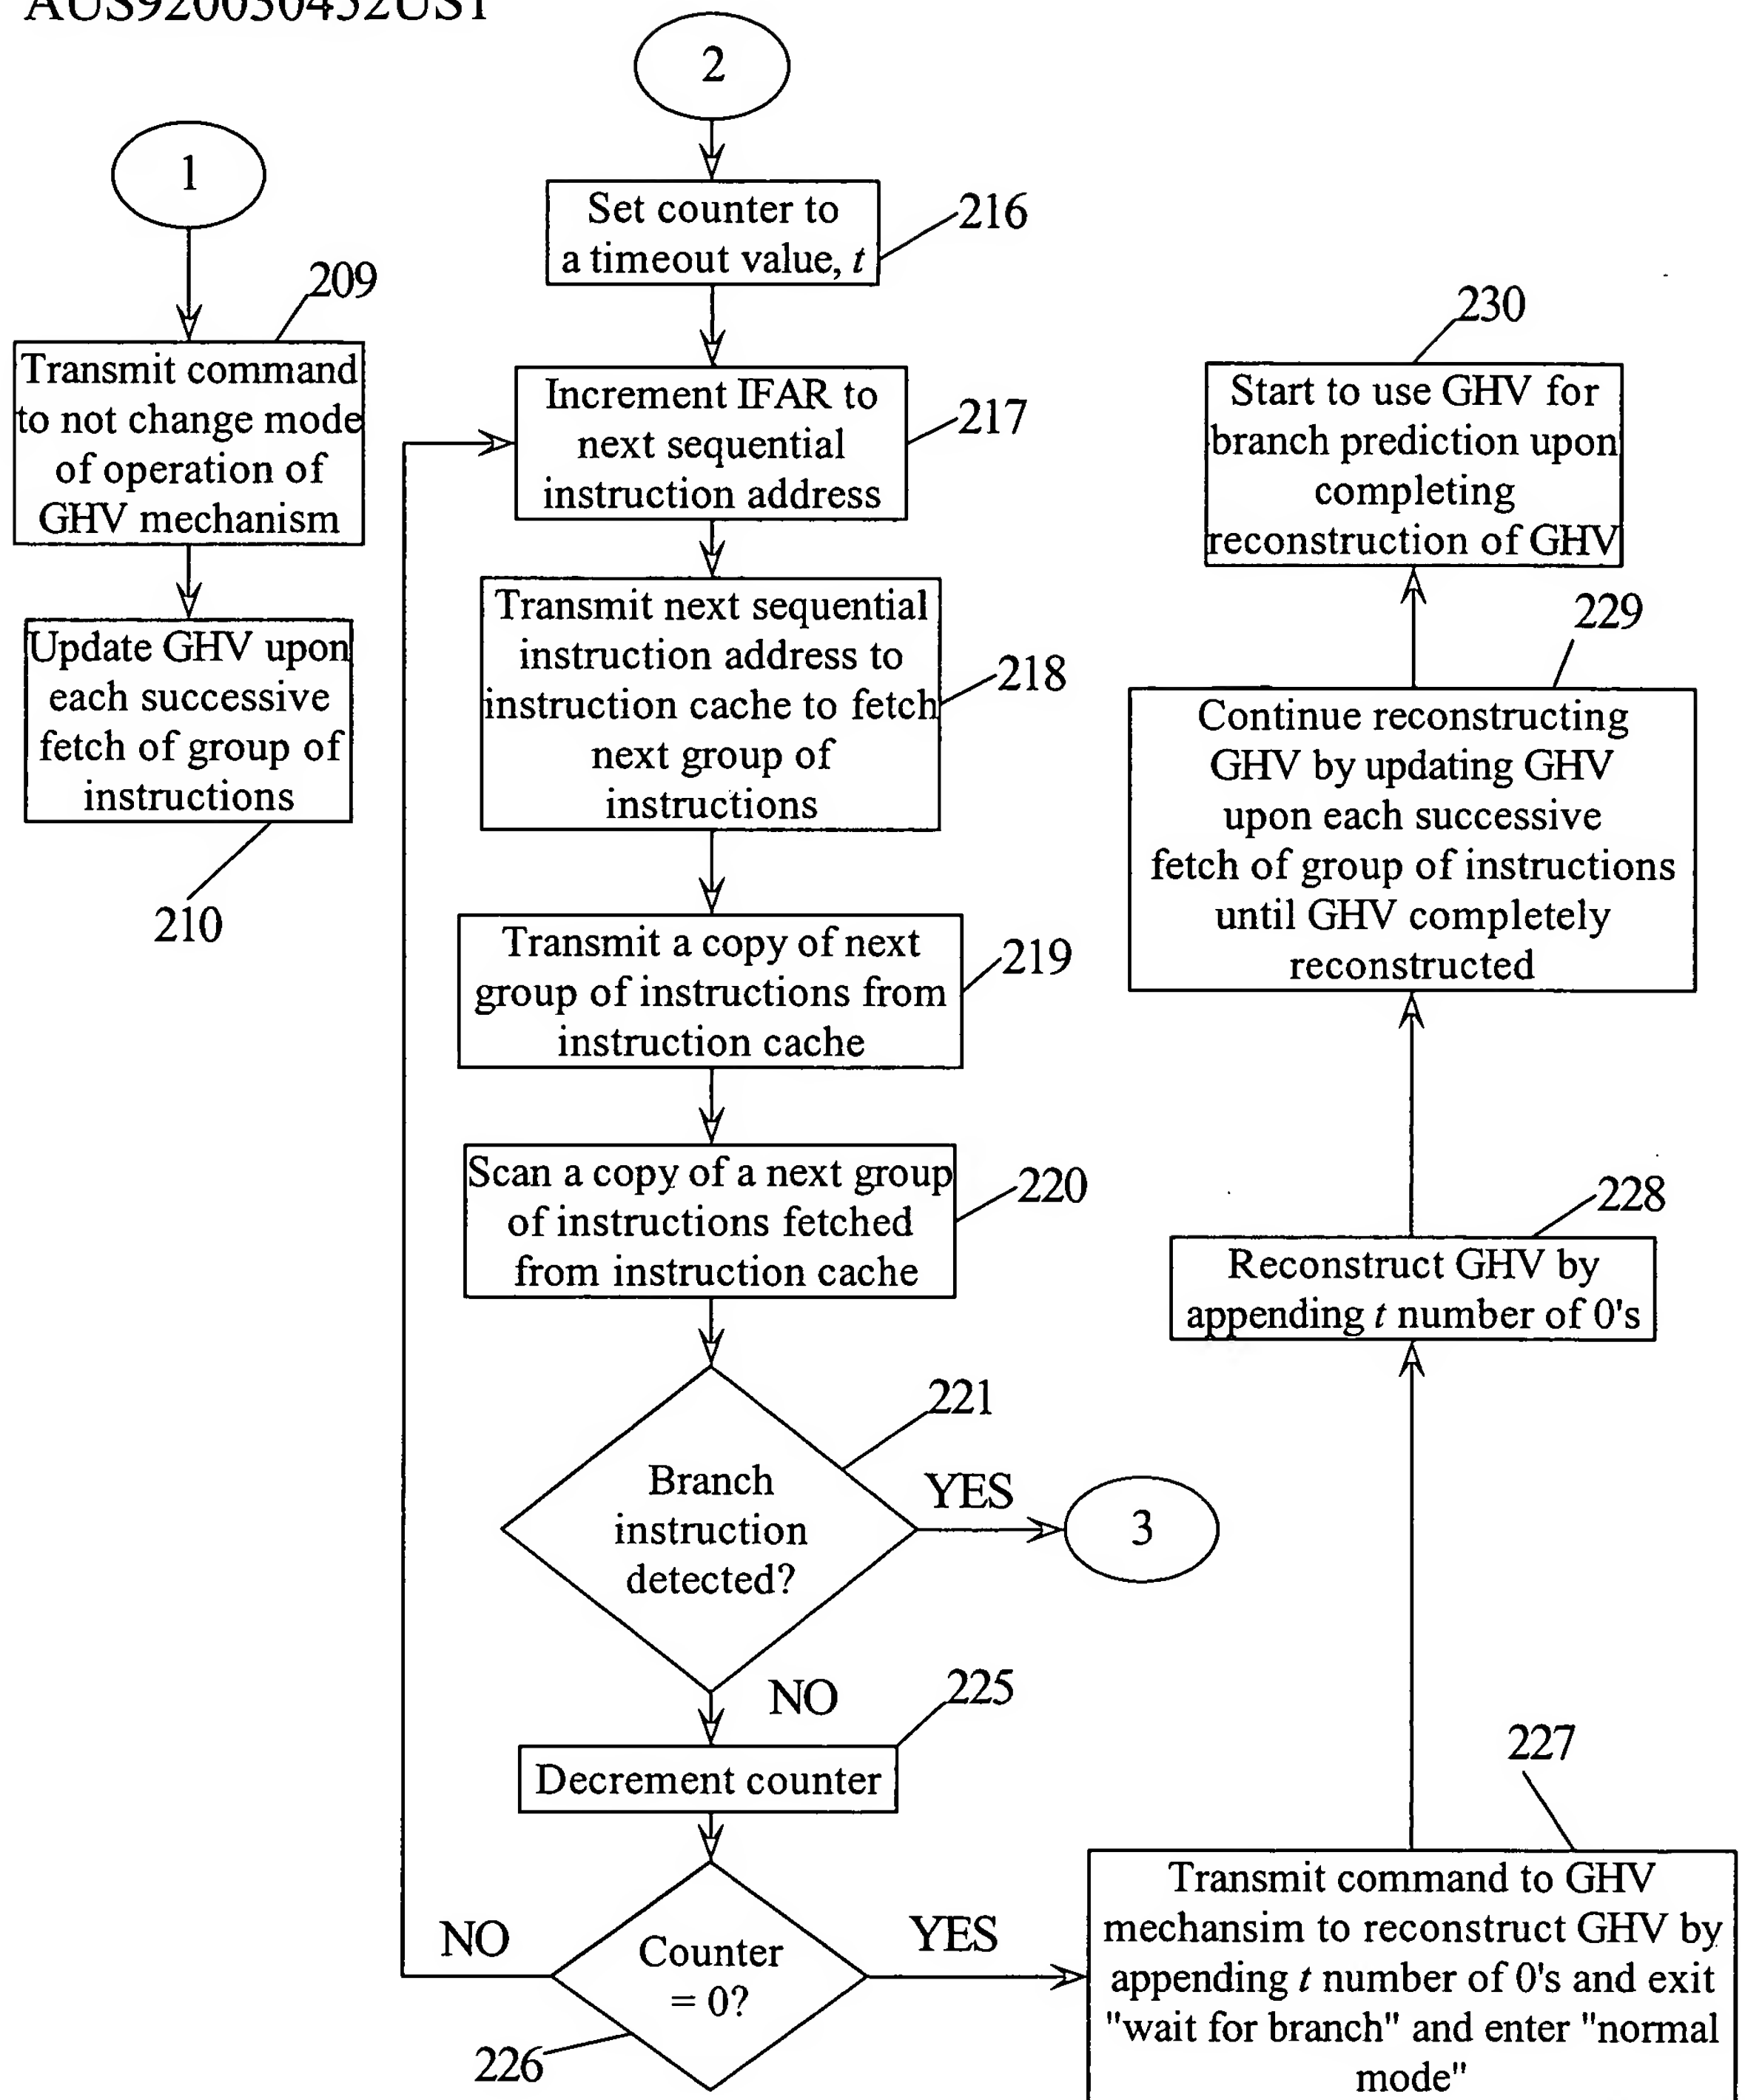 AUS920030452US1
2
1
Set counter to
a timeout value, t
216
209
Transmit command
to not change mode
of operation of
GHV mechanism
Update GHV upon
each successive
fetch of group of
instructions
210
Increment IFAR to
next sequential
instruction address
217
Transmit next sequential
instruction address to
instruction cache to fetch
next group of
instructions
218
Transmit a copy of next
group of instructions from
instruction cache
219
Scan a copy of a next group
of instructions fetched
from instruction cache
220
Branch
instruction
detected?
221
YES
3
NO
225
Decrement counter
Counter
= 0?
226
NO
YES
227
Transmit command to GHV
mechansim to reconstruct GHV by
appending t number of 0's and exit
"wait for branch" and enter "normal
mode"
228
Reconstruct GHV by
appending t number of 0's
229
Continue reconstructing
GHV by updating GHV
upon each successive
fetch of group of instructions
until GHV completely
reconstructed
230
Start to use GHV for
branch prediction upon
completing
reconstruction of GHV